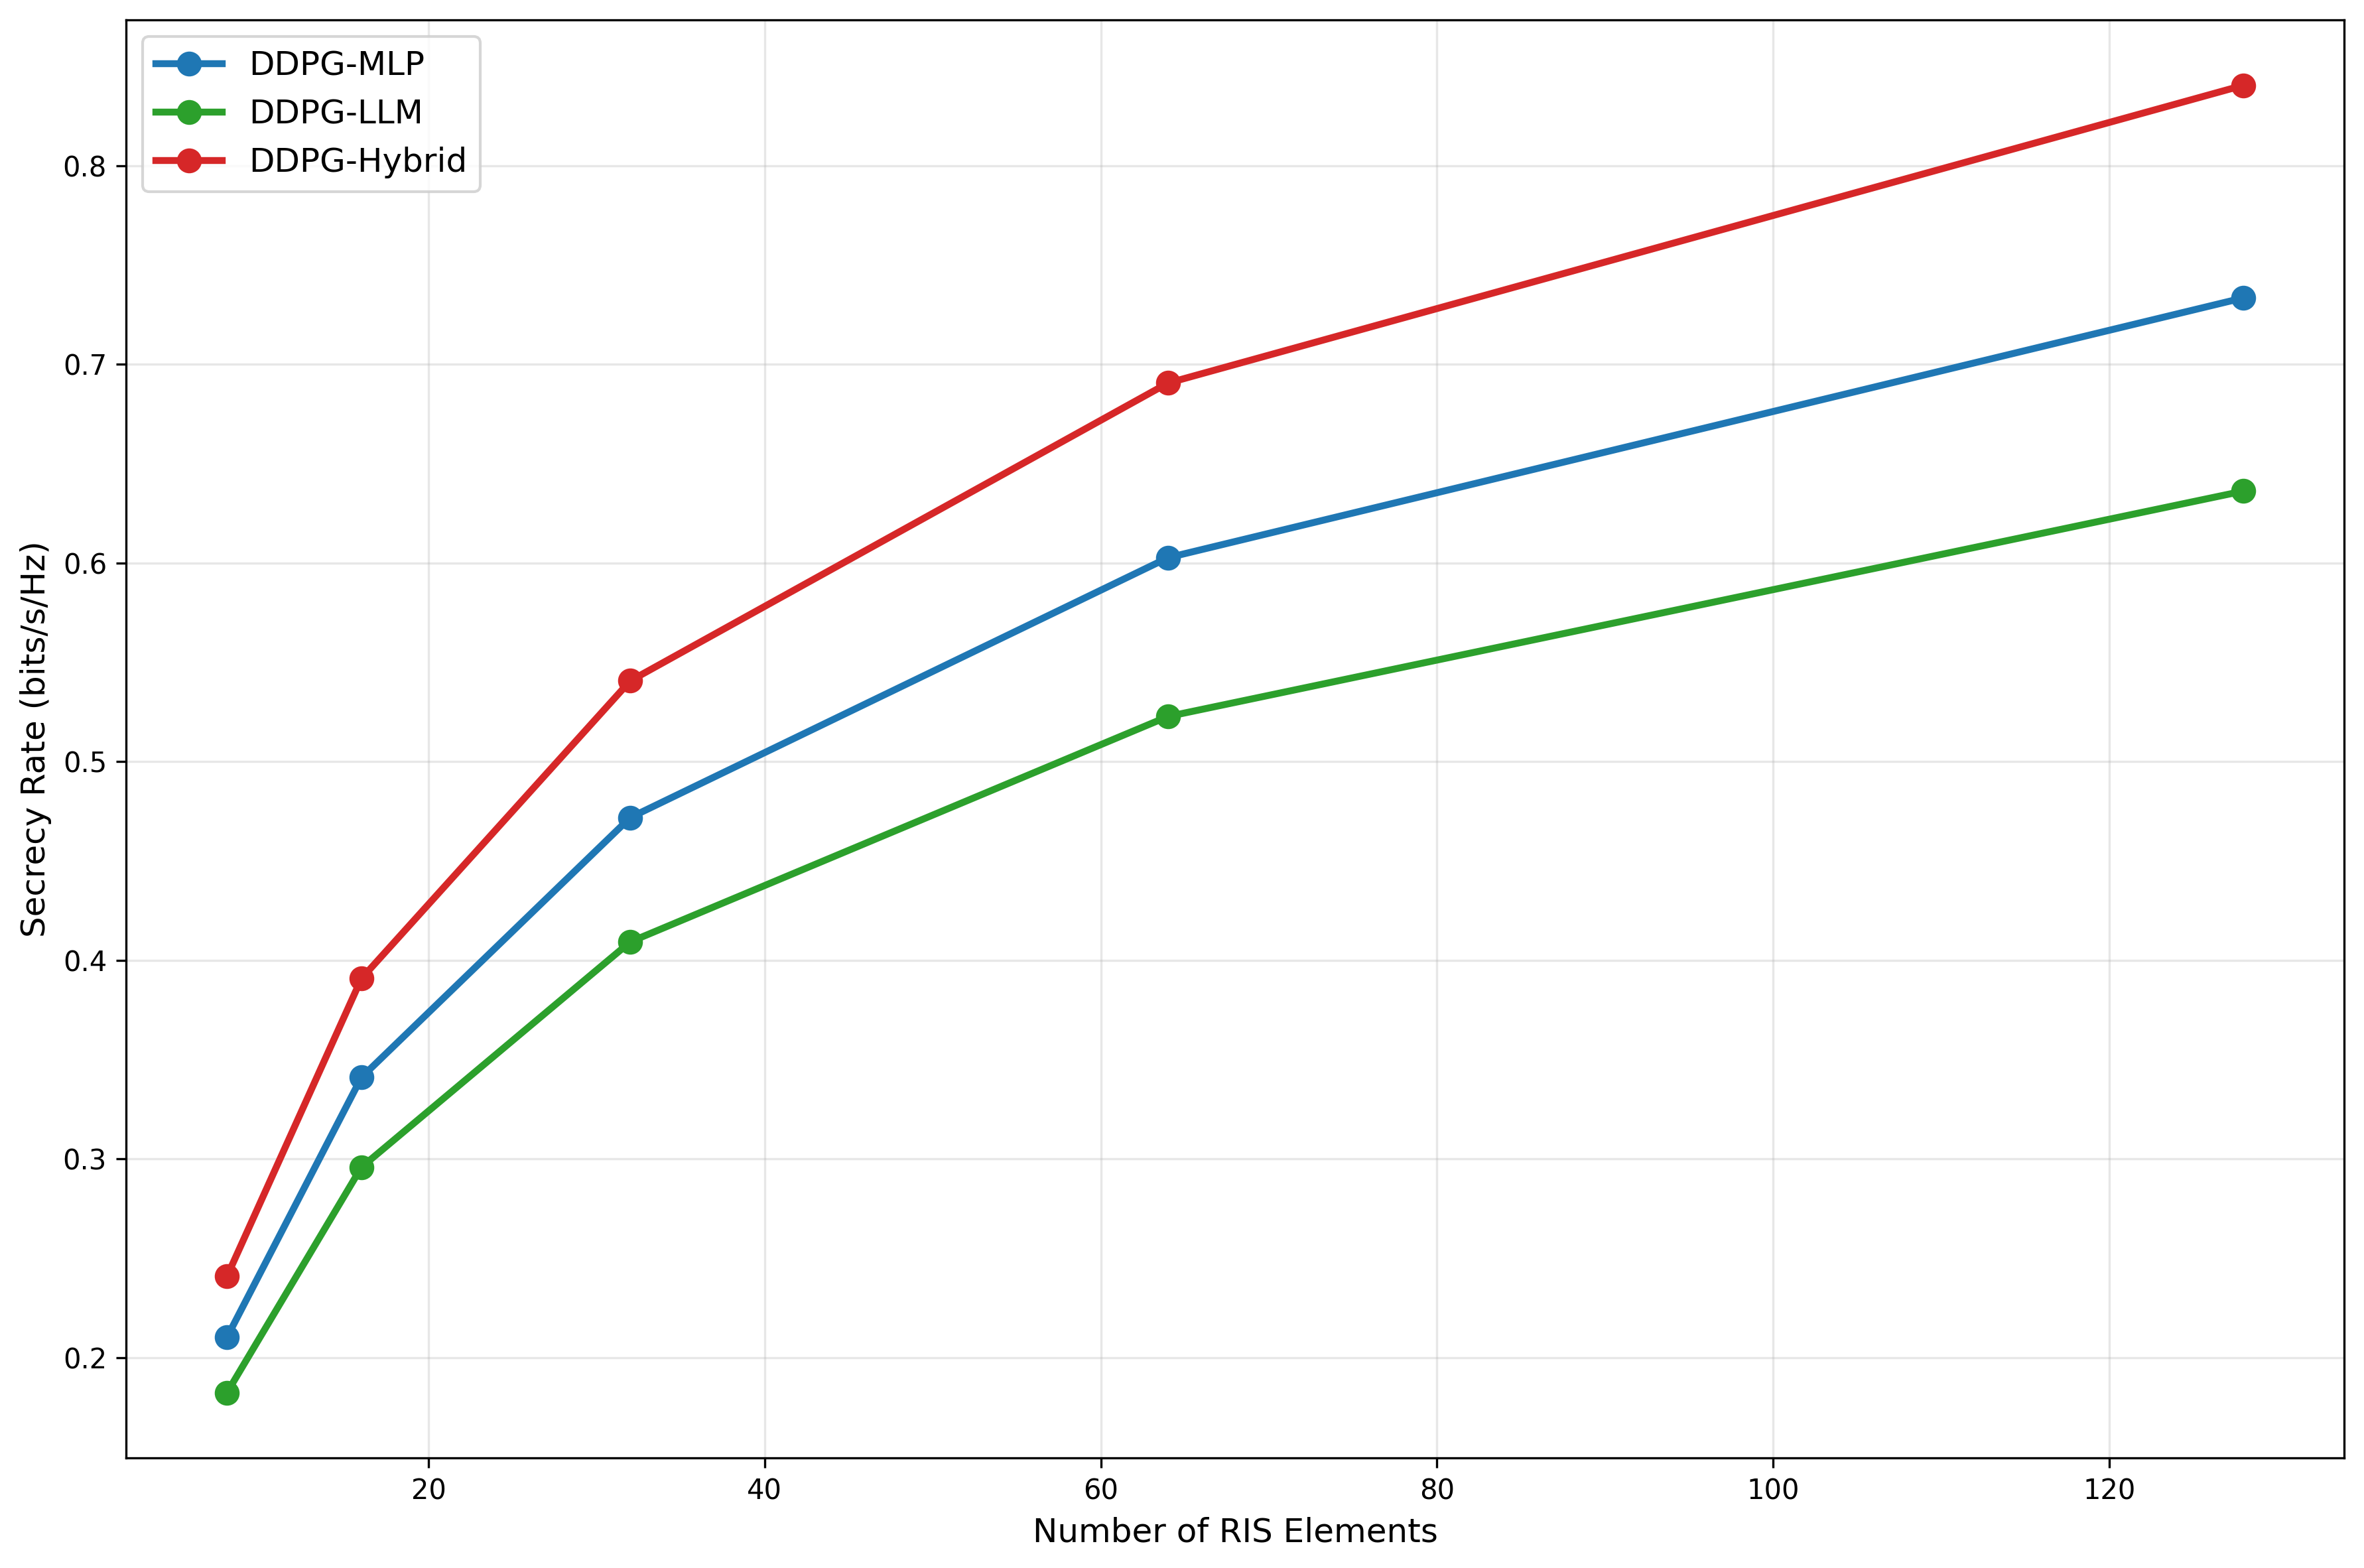 DDPG-MLP
DDPG-LLM
DDPG-Hybrid
Secrecy Rate (bits/s/Hz)
0.8
0.7
0.6
0.5
0.4
0.3
0.2
20 40 60 80 100 120
Number of RIS Elements